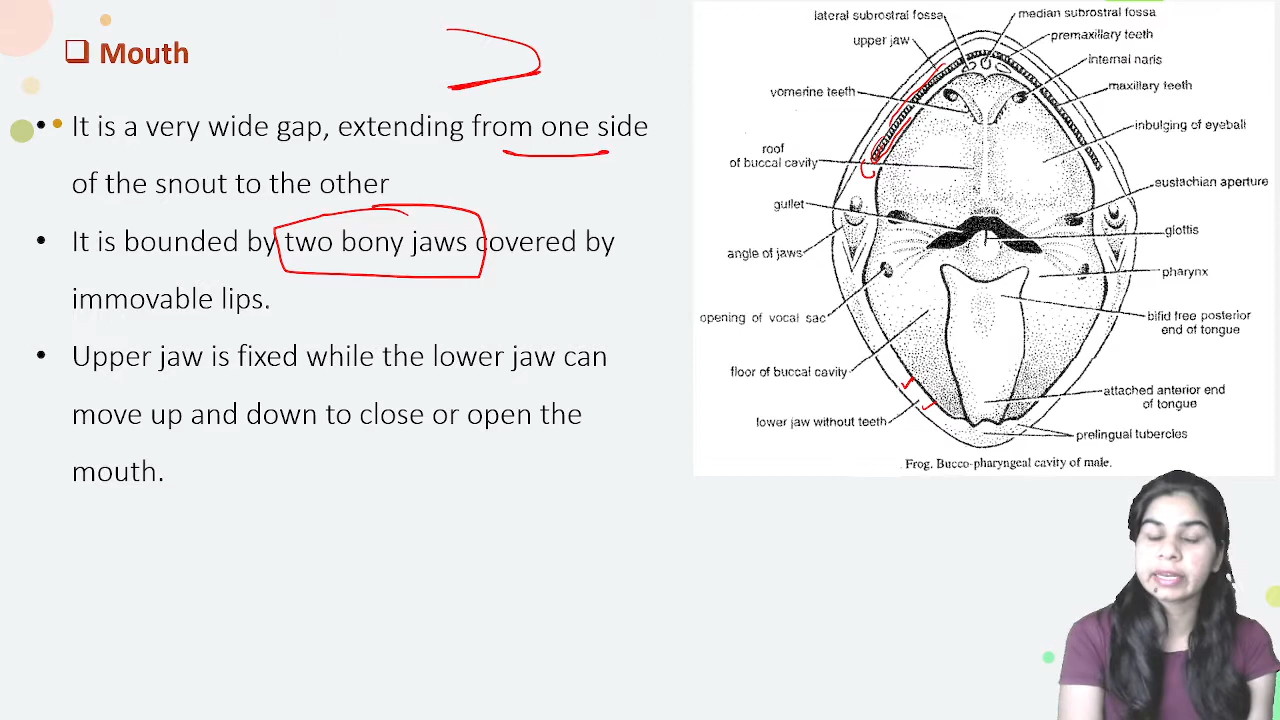 ❑ Mouth
• It is a very wide gap, extending from one side
of the snout to the other
• It is bounded by two bony jaws covered by
immovable lips.
• Upper jaw is fixed while the lower jaw can
move up and down to close or open the
mouth.
lateral subrostral fossa
median subrostral fossa
upper jaw
premaxillary teeth
internal naris
vomerine teeth
maxillary teeth
inbulging of eyeball
roof
of buccal cavity
eustachian aperture
gullet
glottis
angle of jaws
pharynx
opening of vocal sac
bifid free posterior
end of tongue
floor of buccal cavity
attached anterior end
of tongue
lower jaw without teeth
prelingual tubercles
Frog. Bucco-pharyngeal cavity of male.